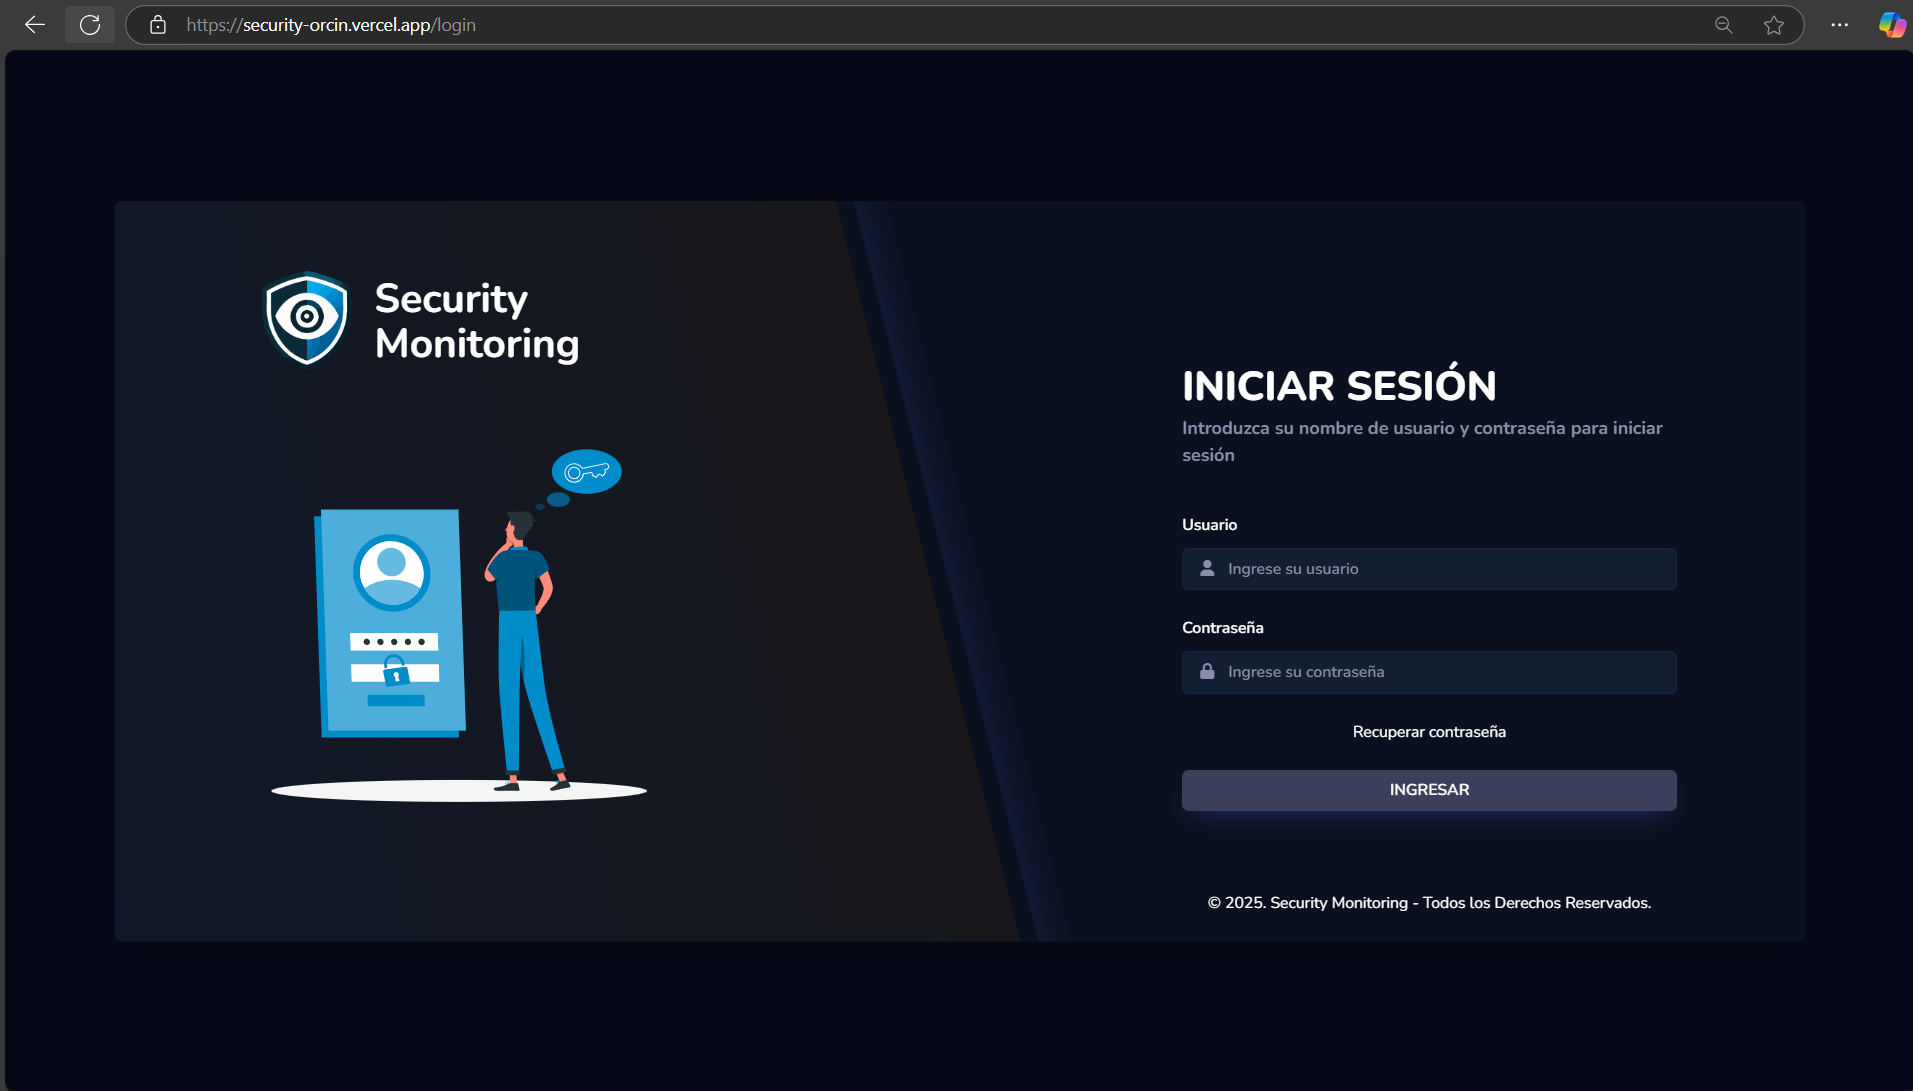 https://security-orcin.vercel.app/login
Security
Monitoring
INICIAR SESIÓN
Introduzca su nombre de usuario y contraseña para iniciar
sesión
Usuario
Ingrese su usuario
Contraseña
Ingrese su contraseña
Recuperar contraseña
INGRESAR
© 2025. Security Monitoring - Todos los Derechos Reservados.